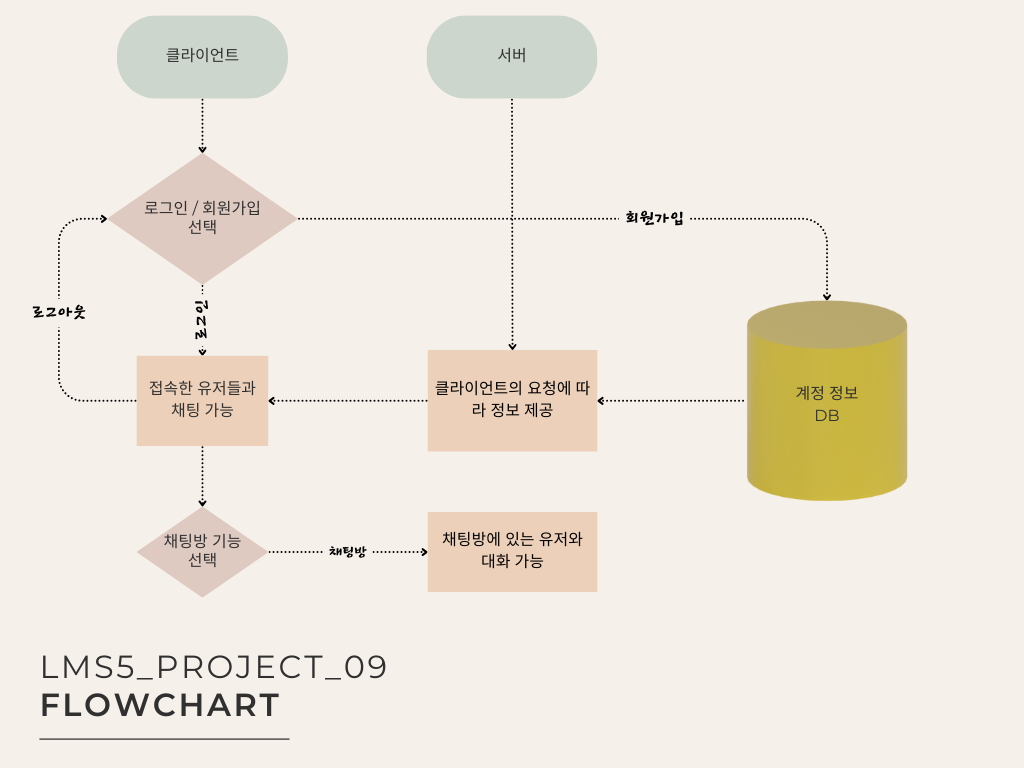 클라이언트
서버
로그인 / 회원가입
선택
회원가입
로그아웃
로그인
접속한 유저들과
채팅 가능
클라이언트의 요청에 따
라 정보 제공
계정 정보
DB
채팅방 기능
선택
채팅방
채팅방에 있는 유저와
대화 가능
LMS5_PROJECT_09
FLOWCHART